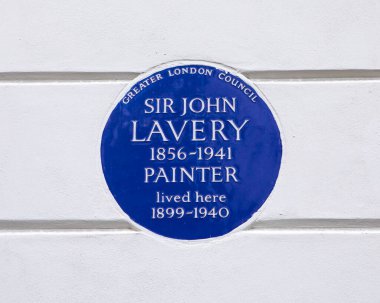 GREATER LONDON COUNCIL
SIR JOHN
LAVERY
1856-1941
PAINTER
lived here
1899-1940